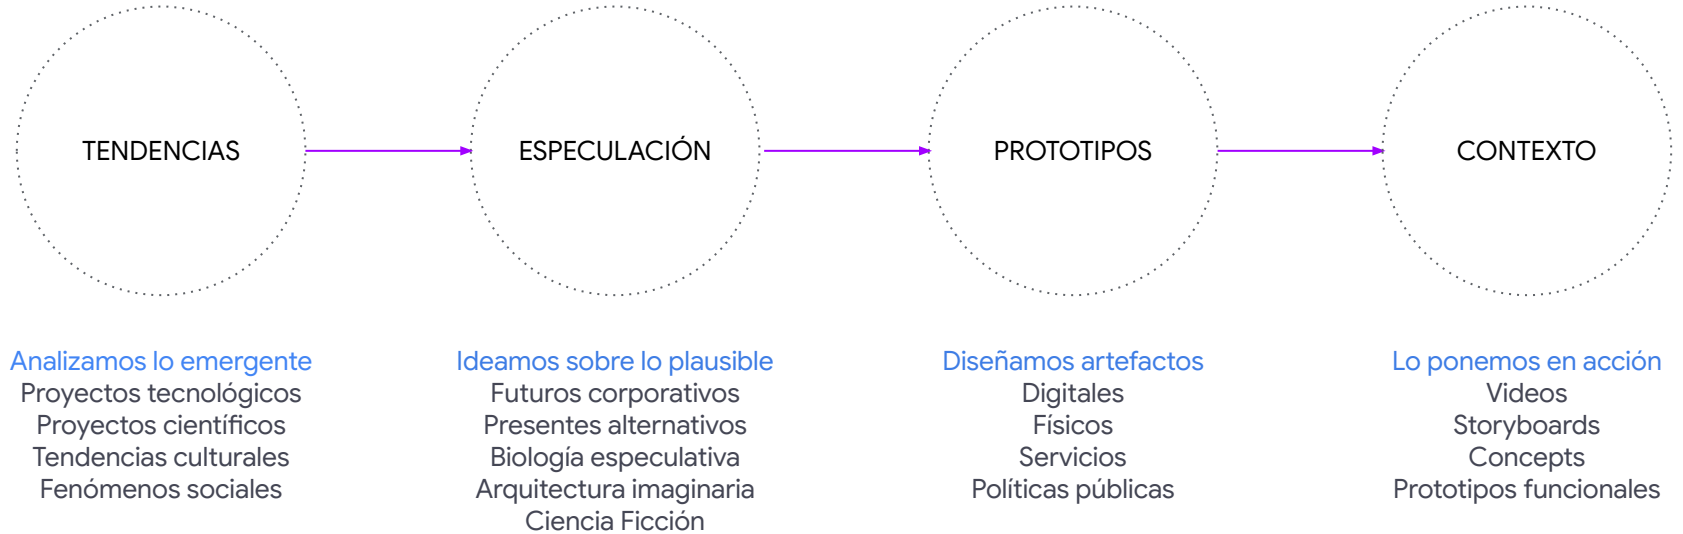 TENDENCIAS
ESPECULACIÓN
PROTOTIPOS
CONTEXTO
Analizamos lo emergente
Proyectos tecnológicos
Proyectos científicos
Tendencias culturales
Fenómenos sociales
Ideamos sobre lo plausible
Futuros corporativos
Presentes alternativos
Biología especulativa
Arquitectura imaginaria
Ciencia Ficción
Diseñamos artefactos
Digitales
Físicos
Servicios
Políticas públicas
Lo ponemos en acción
Videos
Storyboards
Concepts
Prototipos funcionales